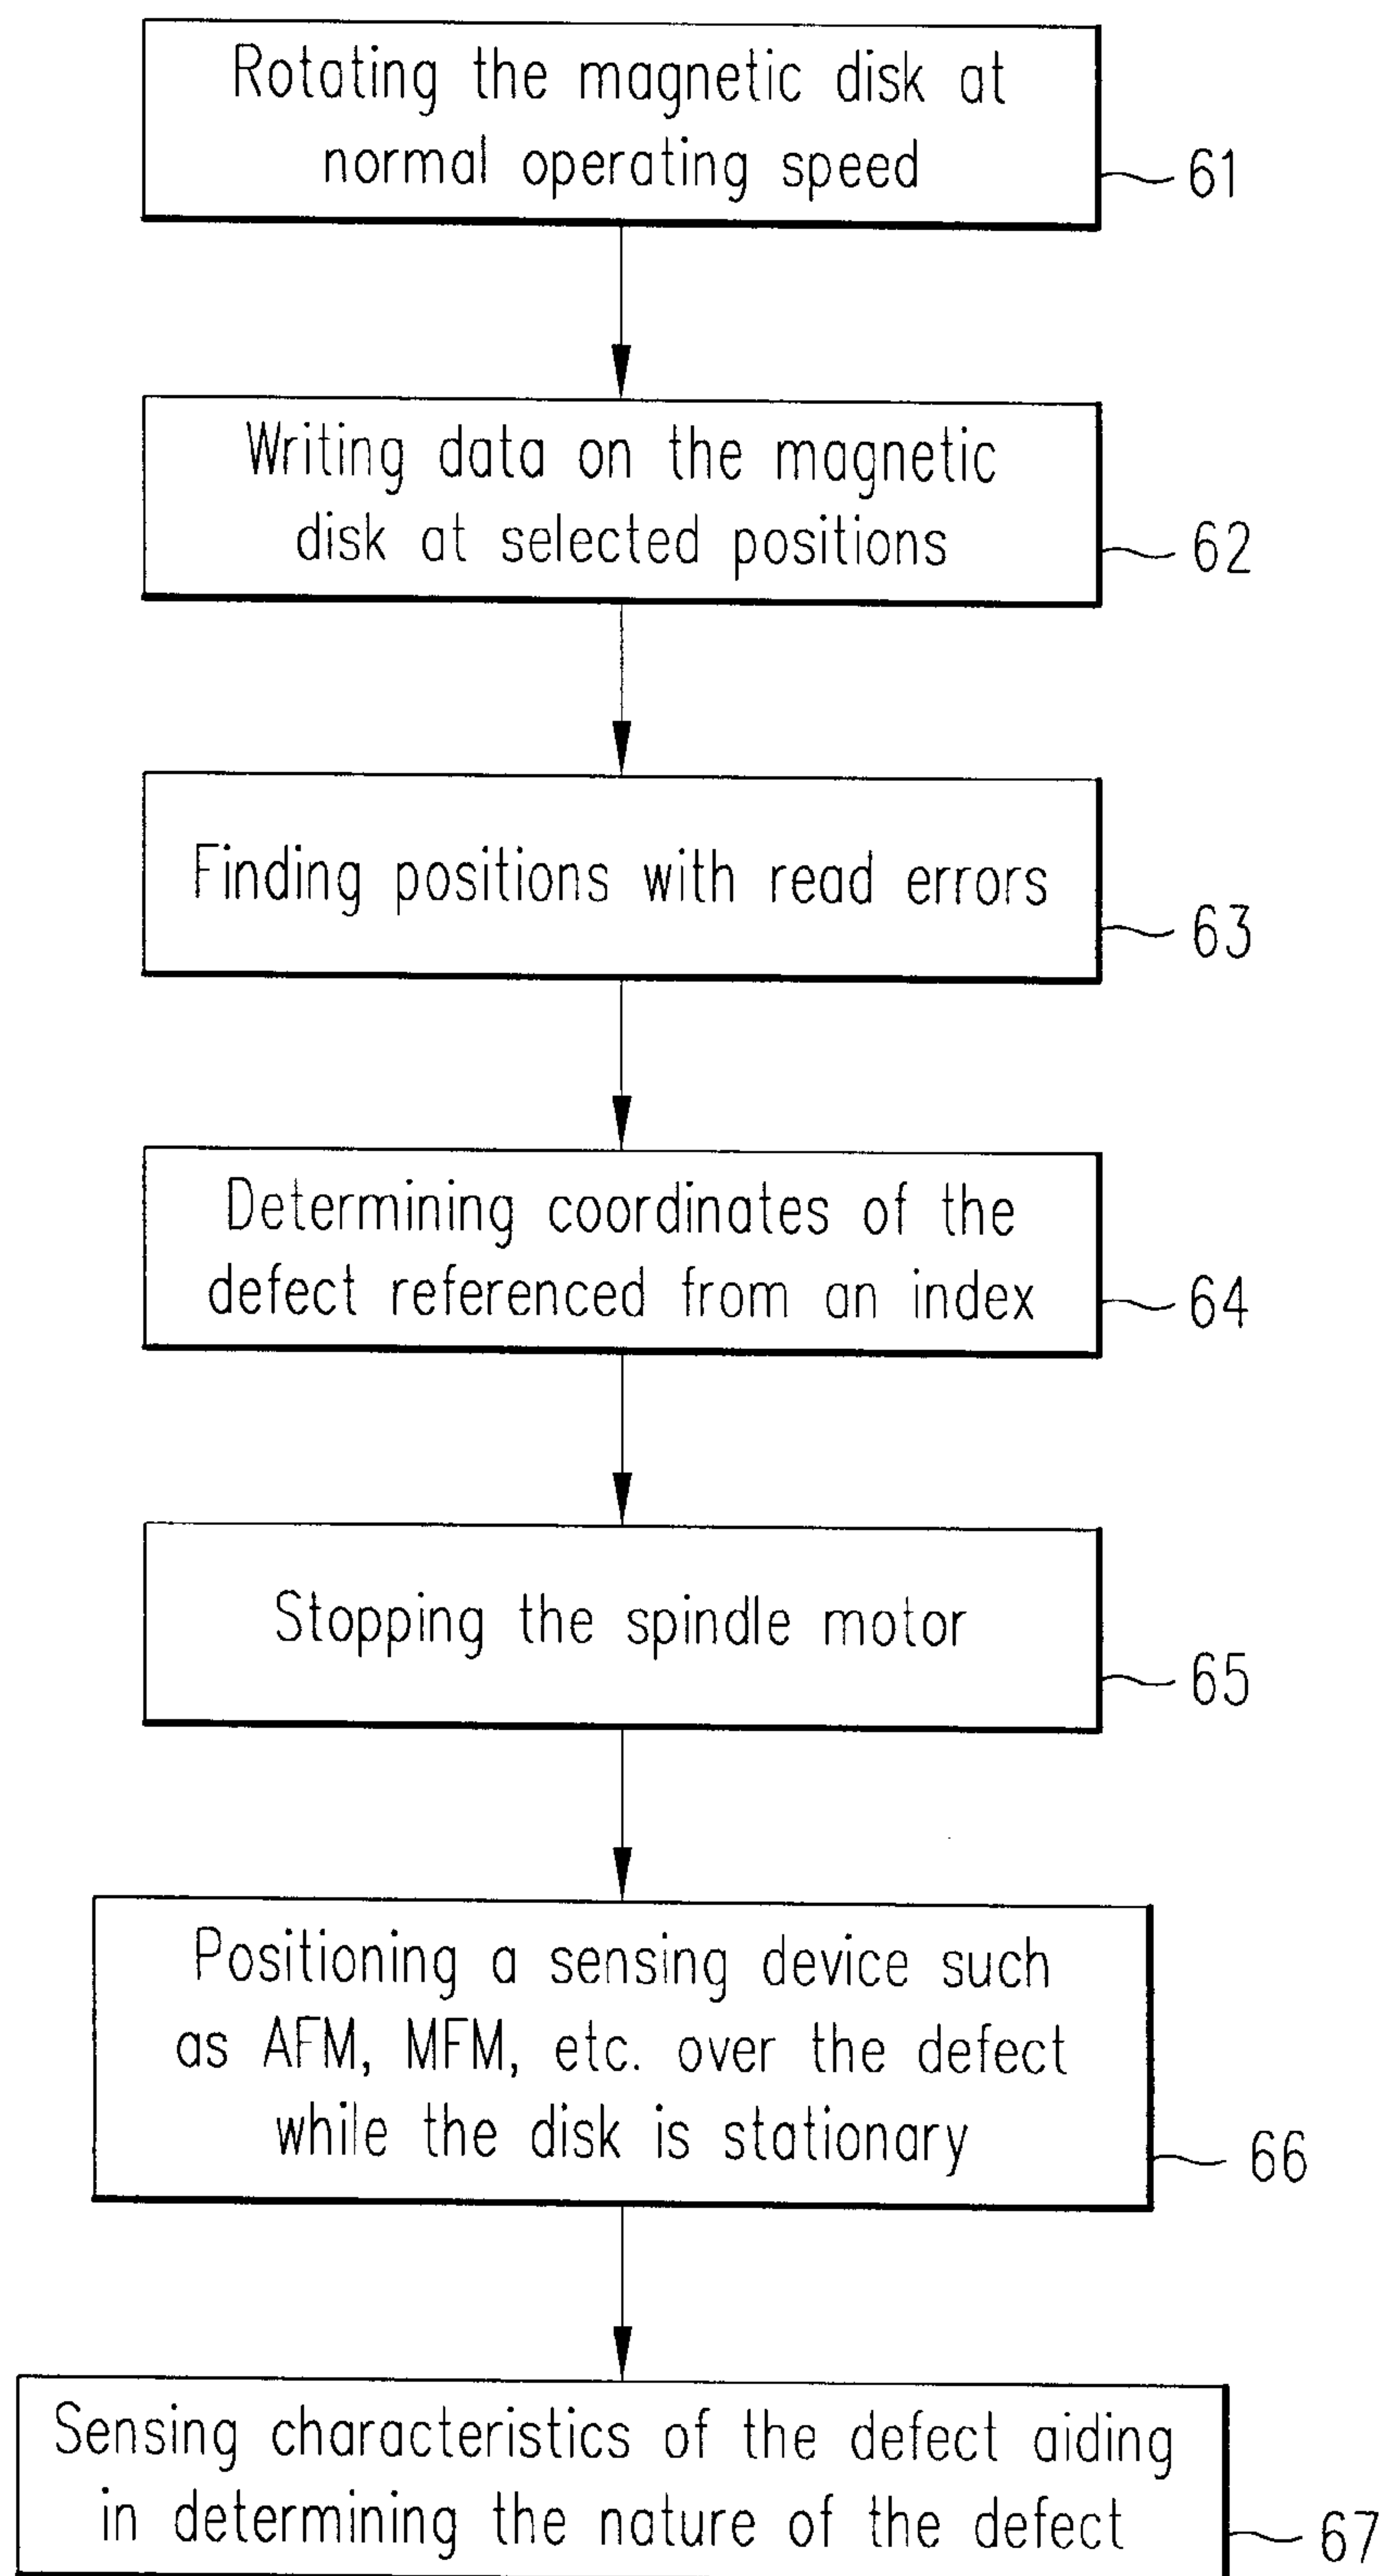 Rotating the magnetic disk at
normal operating speed
61
Writing data on the magnetic
disk at selected positions
62
Finding positions with read errors
63
Determining coordinates of the
defect referenced from an index
64
Stopping the spindle motor
65
Positioning a sensing device such
as AFM, MFM, etc. over the defect
while the disk is stationary
66
Sensing characteristics of the defect aiding
in determining the nature of the defect
67